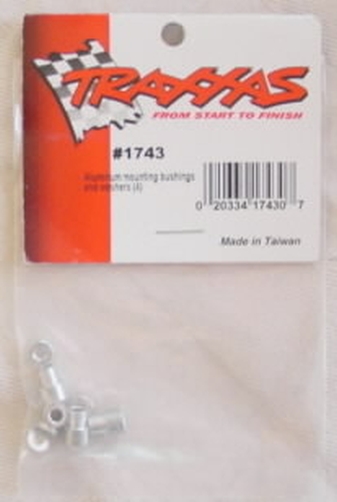 TRAXXAS
FROM START TO FINISH
#1743
Aluminum mounting bushings
and washers (4)
0 20334 17430 7
Made in Taiwan